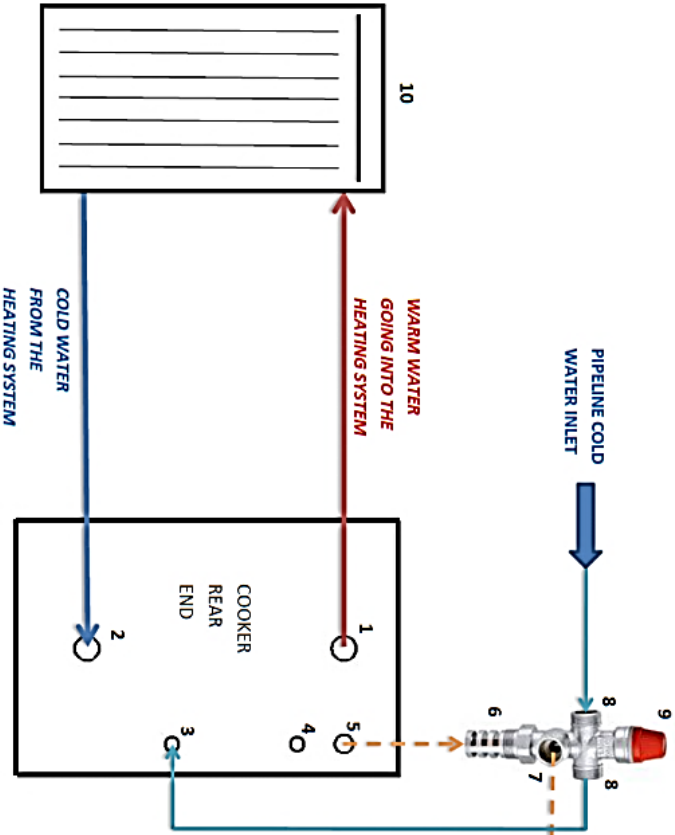 10
WARM WATER
GOING INTO THE
HEATING SYSTEM
COLD WATER
FROM THE
HEATING SYSTEM
PIPELINE COLD
WATER INLET
COOKER
REAR
END
1
2
3
4
5
6
7
8
8
9